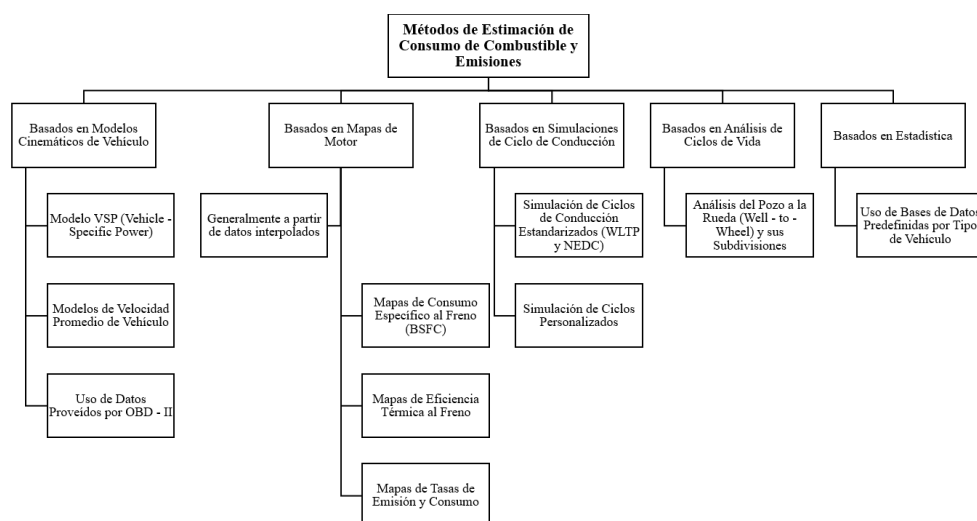 Métodos de Estimación de
Consumo de Combustible y
Emisiones
Basados en Modelos
Cinemáticos de Vehículo
Basados en Mapas de
Motor
Basados en Simulaciones
de Ciclo de Conducción
Basados en Análisis de
Ciclos de Vida
Basados en Estadística
Modelo VSP (Vehicle -
Specific Power)
Modelos de Velocidad
Promedio de Vehículo
Uso de Datos
Proveídos por OBD - II
Generalmente a partir
de datos interpolados
Mapas de Consumo
Específico al Freno
(BSFC)
Mapas de Eficiencia
Térmica al Freno
Mapas de Tasas de
Emisión y Consumo
Simulación de Ciclos
de Conducción
Estandarizados (WLTP
y NEDC)
Simulación de Ciclos
Personalizados
Análisis del Pozo a la
Rueda (Well - to -
Wheel) y sus
Subdivisiones
Uso de Bases de Datos
Predefinidas por Tipo
de Vehículo